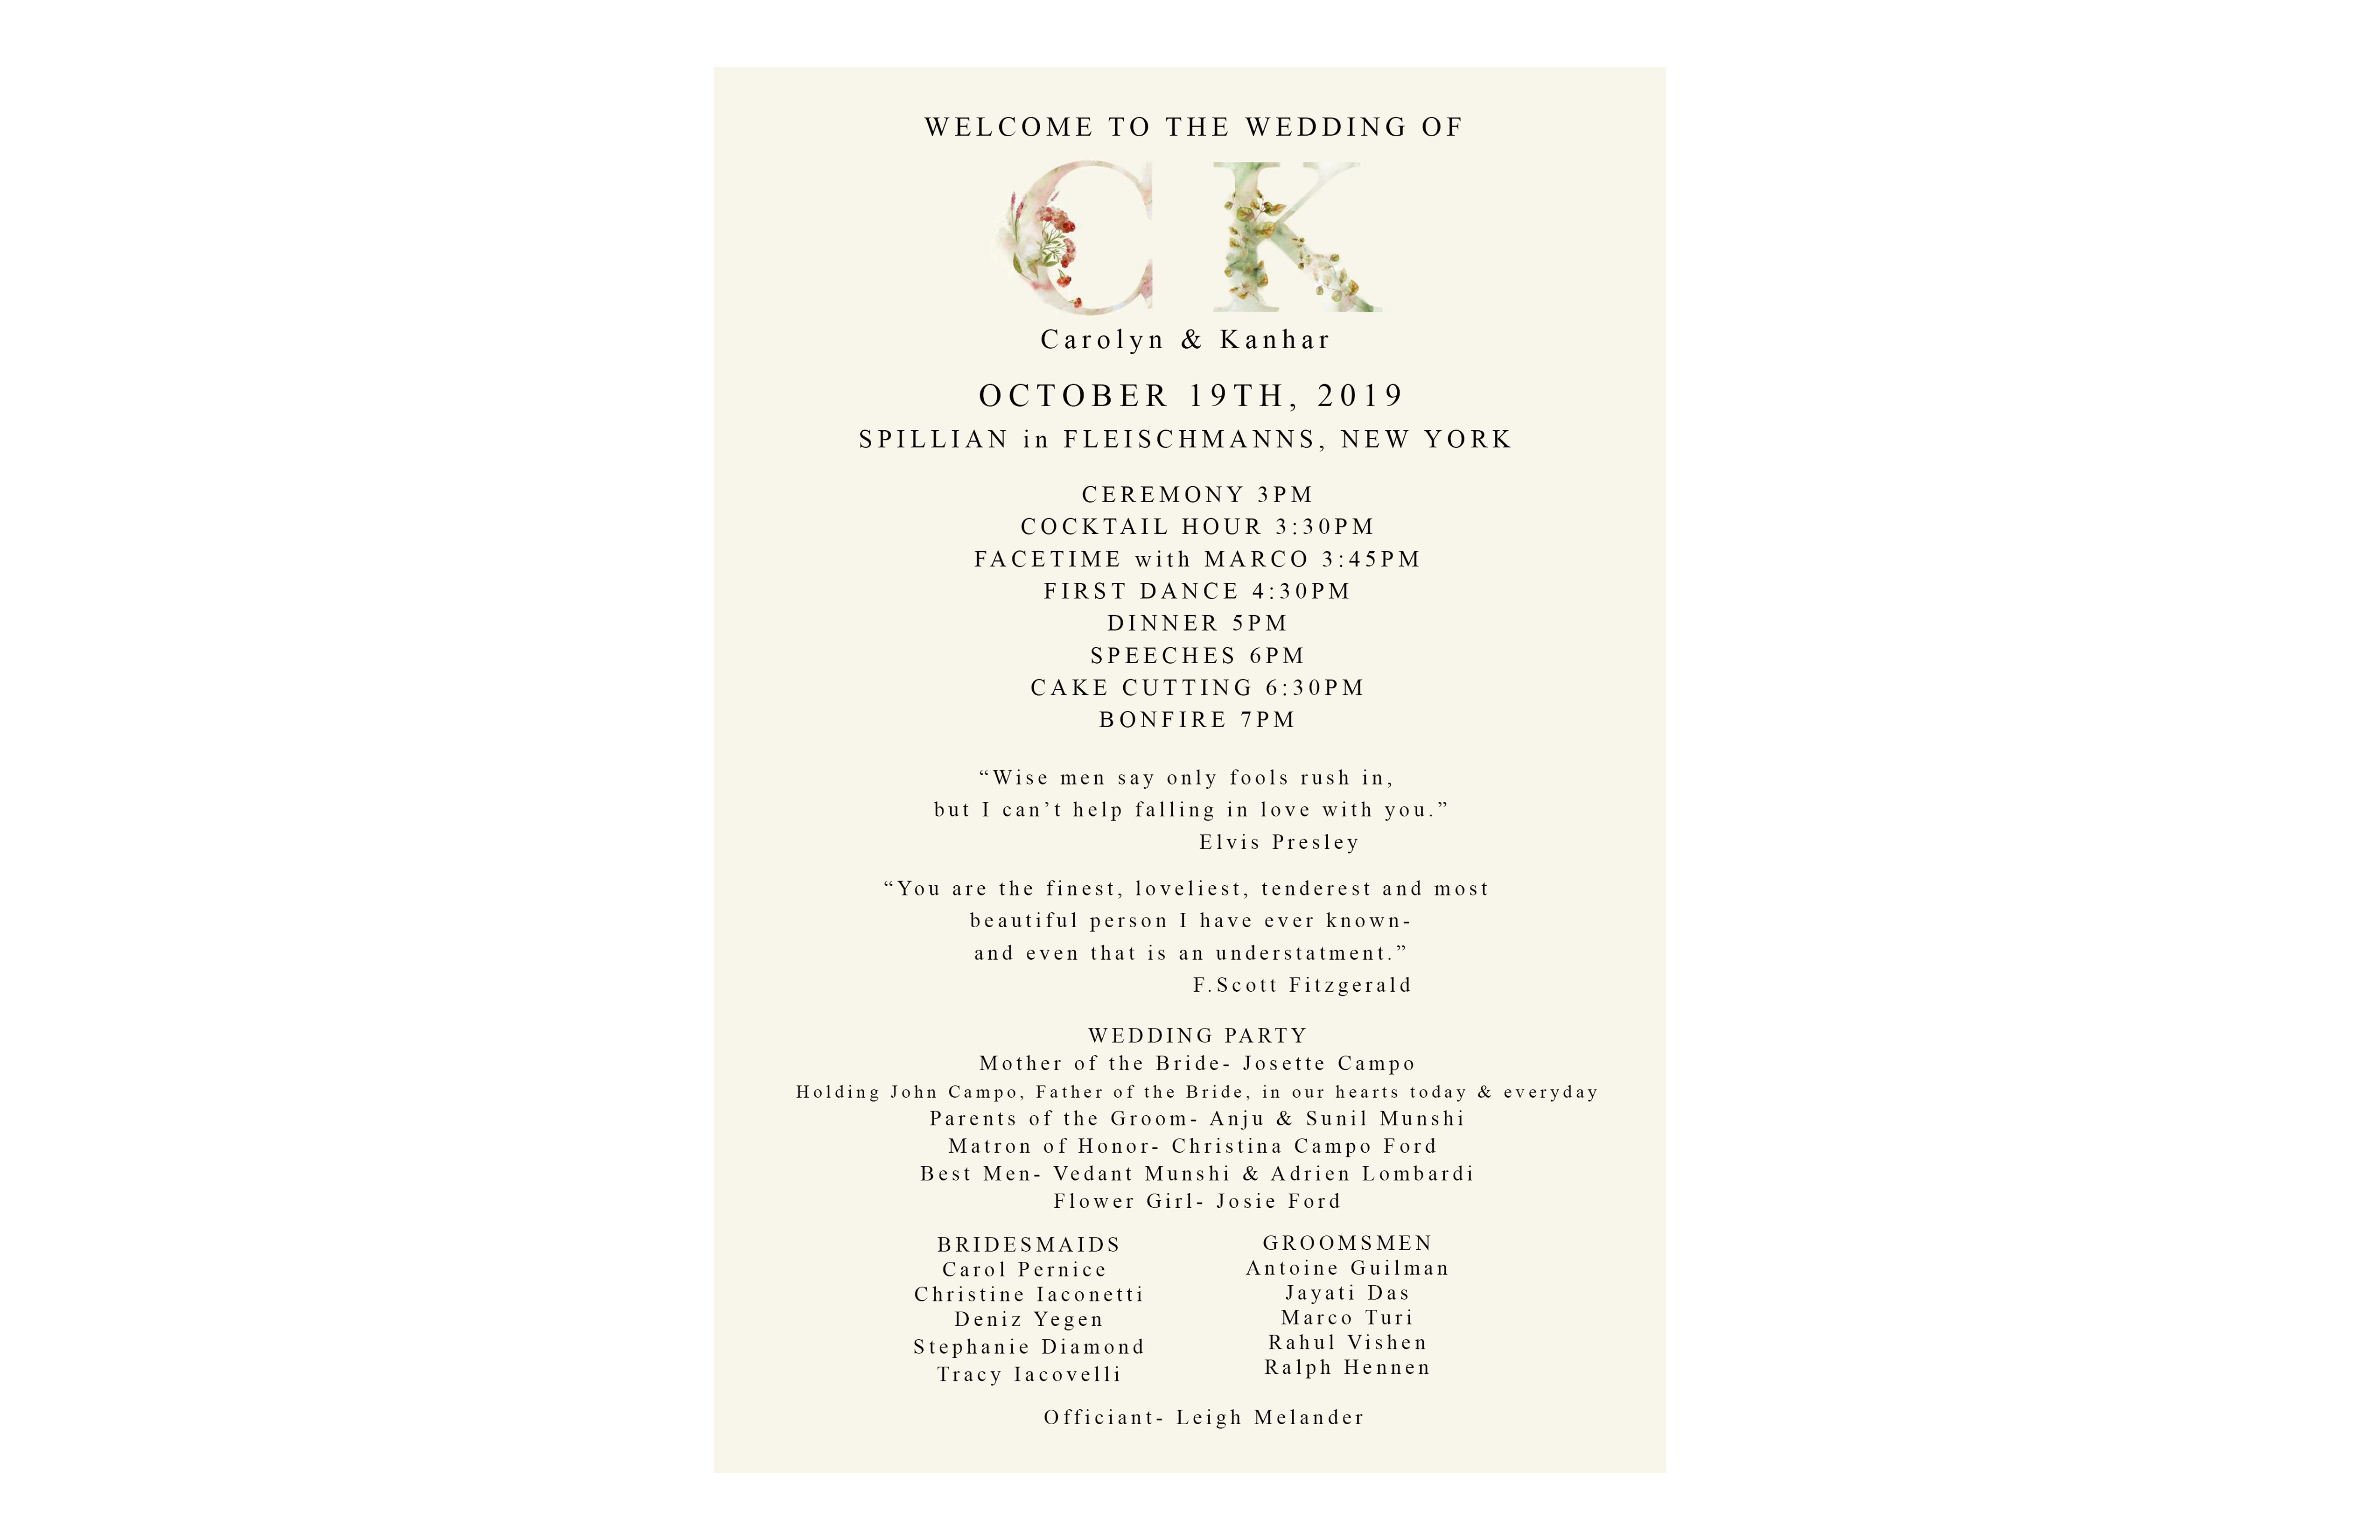 WELCOME TO THE WEDDING OF
C K
Carolyn & Kanhar
OCTOBER 19TH, 2019
SPILLIAN in FLEISCHMANNS, NEW YORK
CEREMONY 3PM
COCKTAIL HOUR 3:30PM
FACETIME with MARCO 3:45PM
FIRST DANCE 4:30PM
DINNER 5PM
SPEECHES 6PM
CAKE CUTTING 6:30PM
BONFIRE 7PM
“Wise men say only fools rush in,
but I can’t help falling in love with you.”
Elvis Presley
“You are the finest, loveliest, tenderest and most
beautiful person I have ever known-
and even that is an understatment.”
F.Scott Fitzgerald
WEDDING PARTY
Mother of the Bride- Josette Campo
Holding John Campo, Father of the Bride, in our hearts today & everyday
Parents of the Groom- Anju & Sunil Munshi
Matron of Honor- Christina Campo Ford
Best Men- Vedant Munshi & Adrien Lombardi
Flower Girl- Josie Ford
BRIDESMAIDS
Carol Pernice
Christine Iaconetti
Deniz Yegen
Stephanie Diamond
Tracy Iacovelli
GROOMSMEN
Antoine Guilman
Jayati Das
Marco Turi
Rahul Vishen
Ralph Hennen
Officiant- Leigh Melander